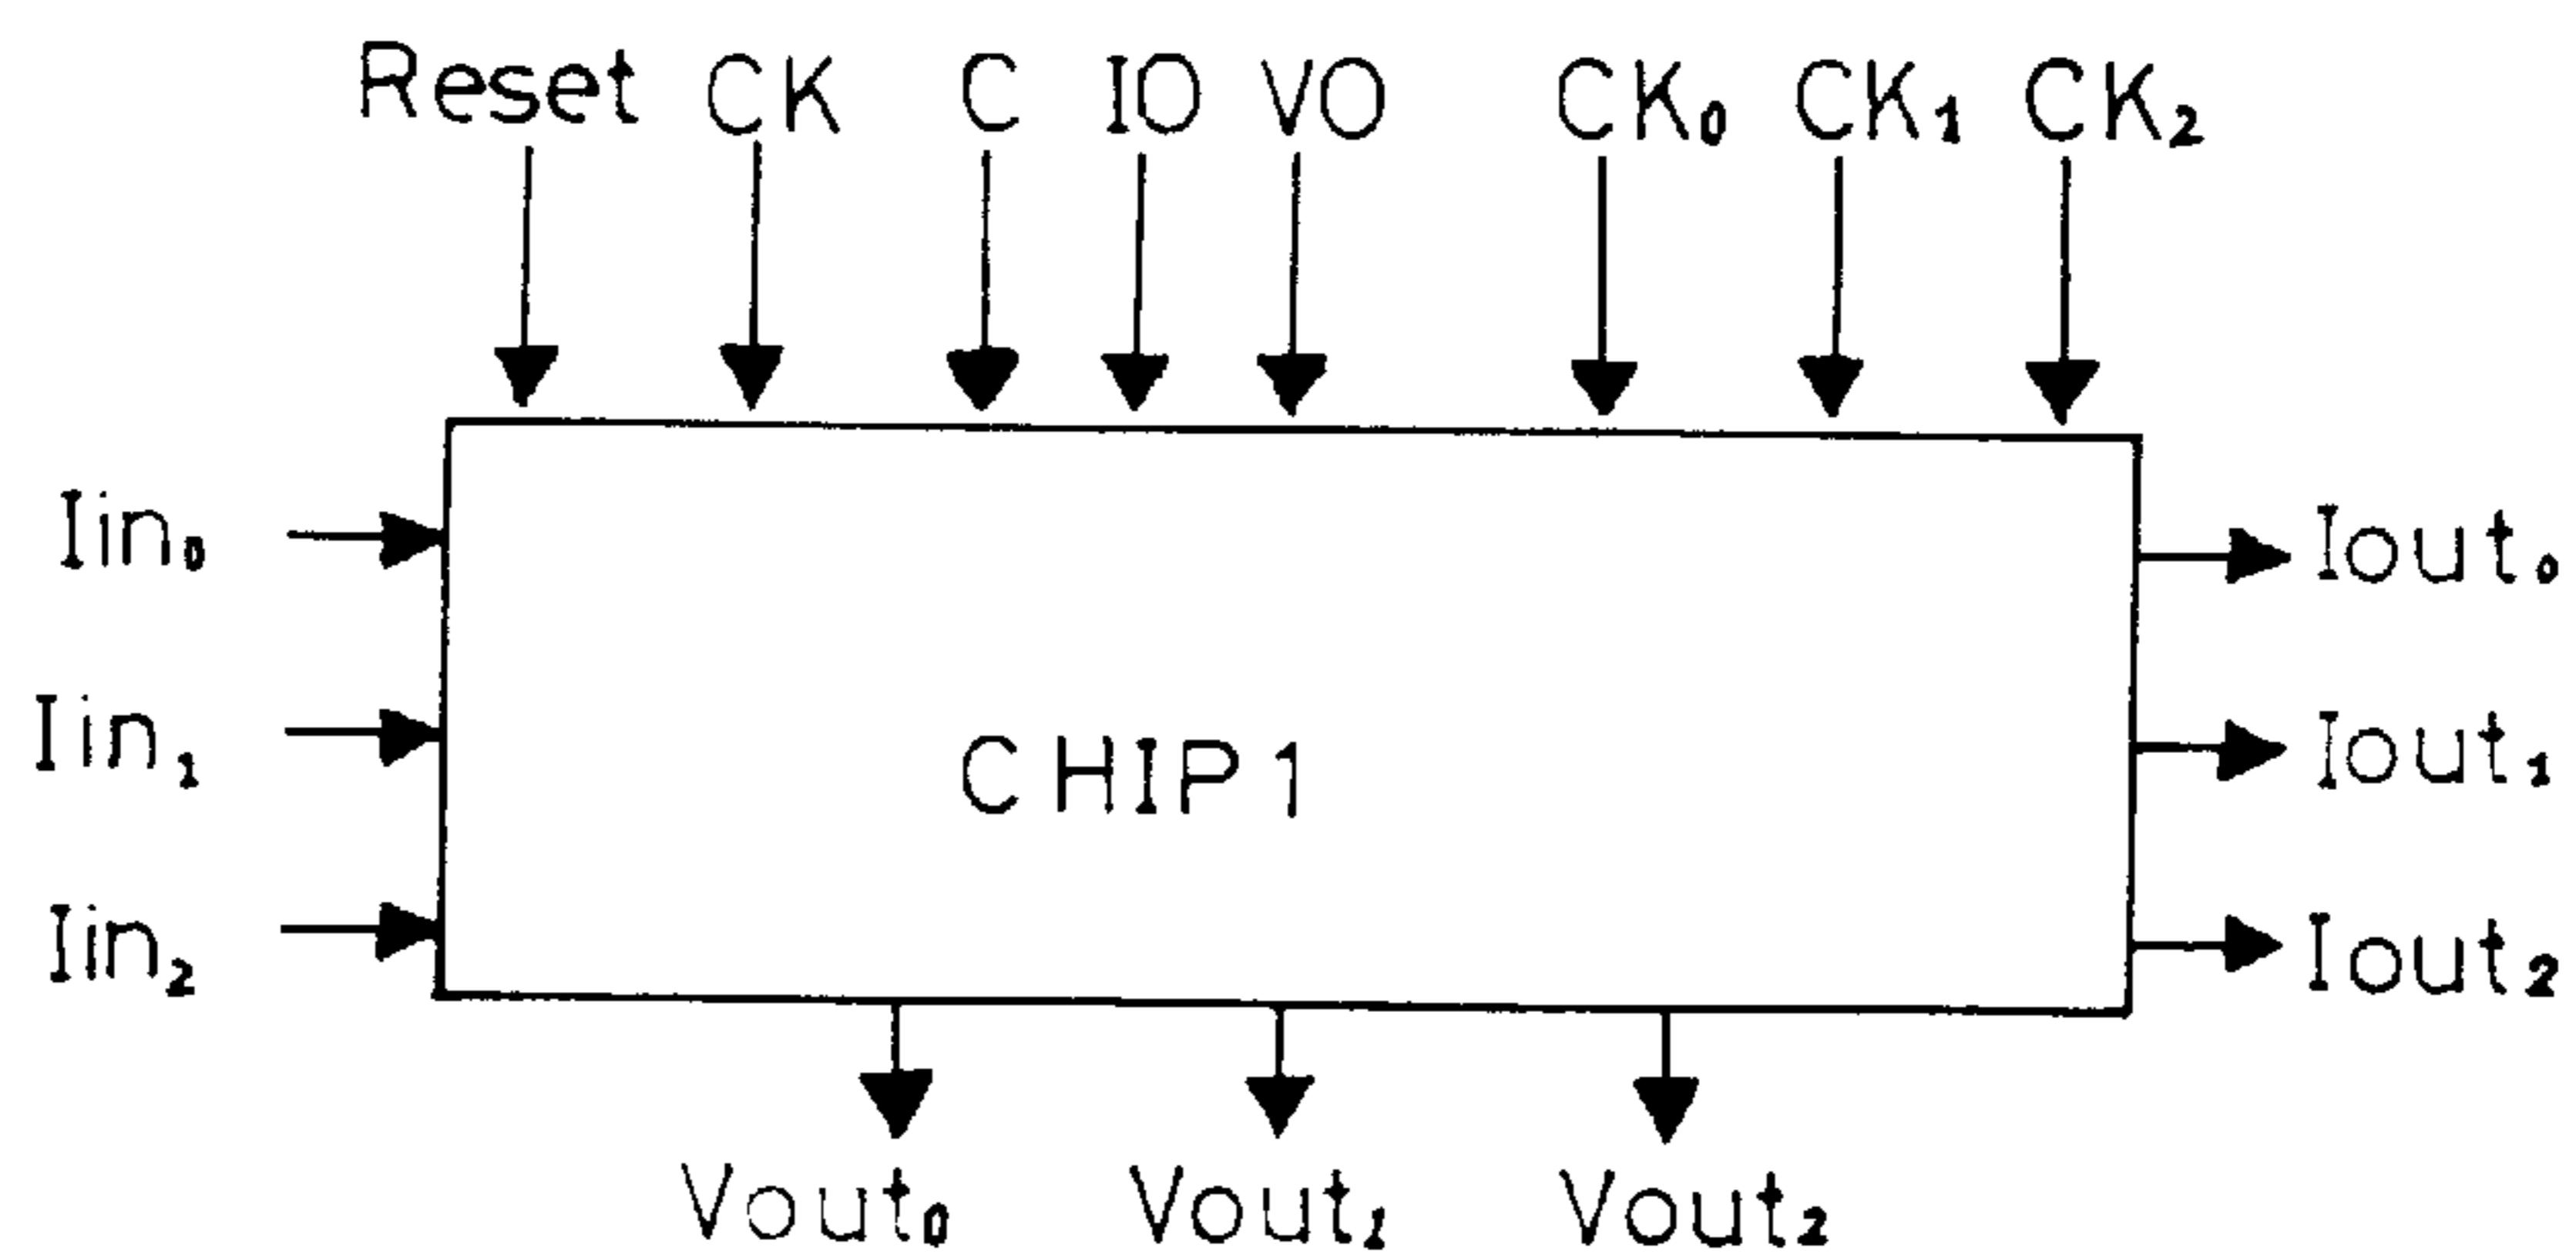 Reset CK C IO VO CK₀ CK₁ CK₂
Iin₀ Iout₀
Iin₁ Iout₁
CHIP1
Iin₂ Iout₂
Vout₀ Vout₁ Vout₂